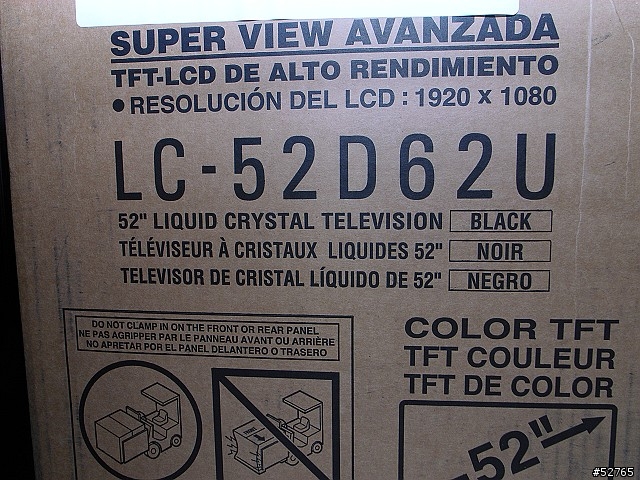 SUPER VIEW AVANZADA
TFT-LCD DE ALTO RENDIMIENTO
• RESOLUCIÓN DEL LCD : 1920 x 1080
LC-52D62U
52" LIQUID CRYSTAL TELEVISION BLACK
TÉLÉVISEUR À CRISTAUX LIQUIDES 52" NOIR
TELEVISOR DE CRISTAL LÍQUIDO DE 52" NEGRO
DO NOT CLAMP IN ON THE FRONT OR REAR PANEL
NE PAS AGRIPPER PAR LE PANNEAU AVANT OU ARRIÈRE
NO APRETAR POR EL PANEL DELANTERO O TRASERO
COLOR TFT
TFT COULEUR
TFT DE COLOR
52"
#52765